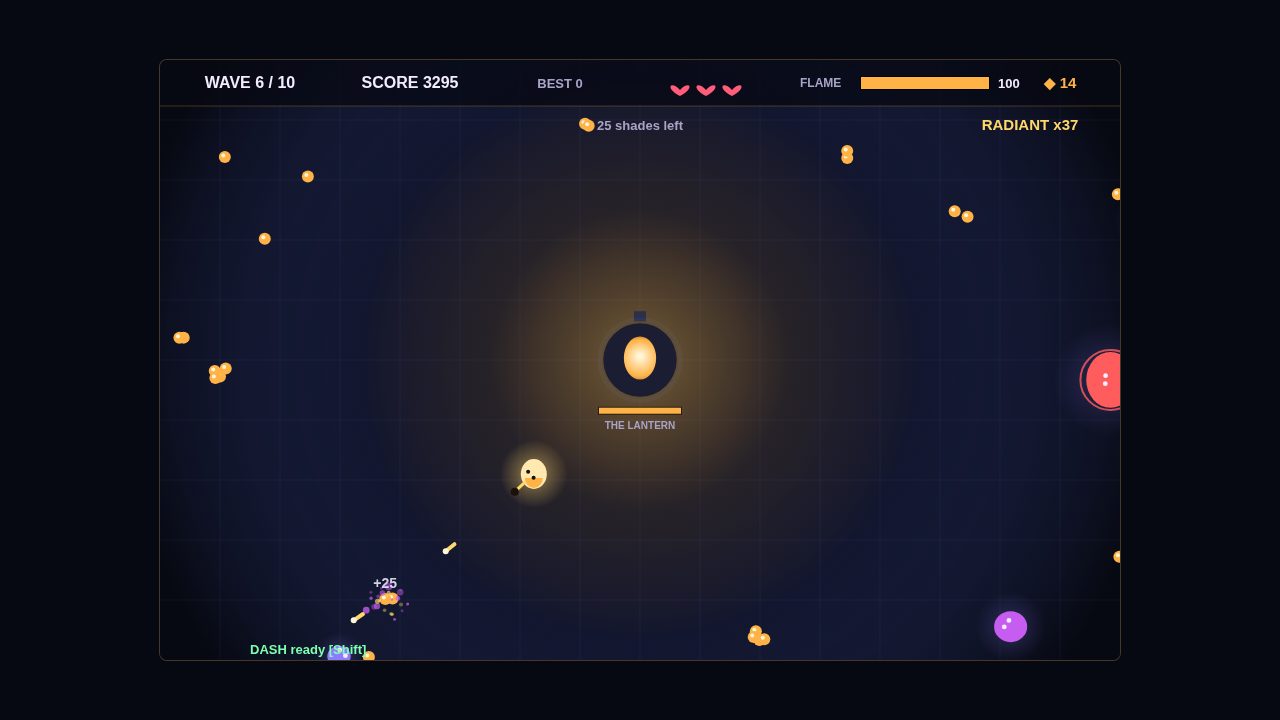 WAVE 6 / 10
SCORE 3295
BEST 0
FLAME
100
◆ 14
25 shades left
RADIANT x37
THE LANTERN
+25
DASH ready [Shift]